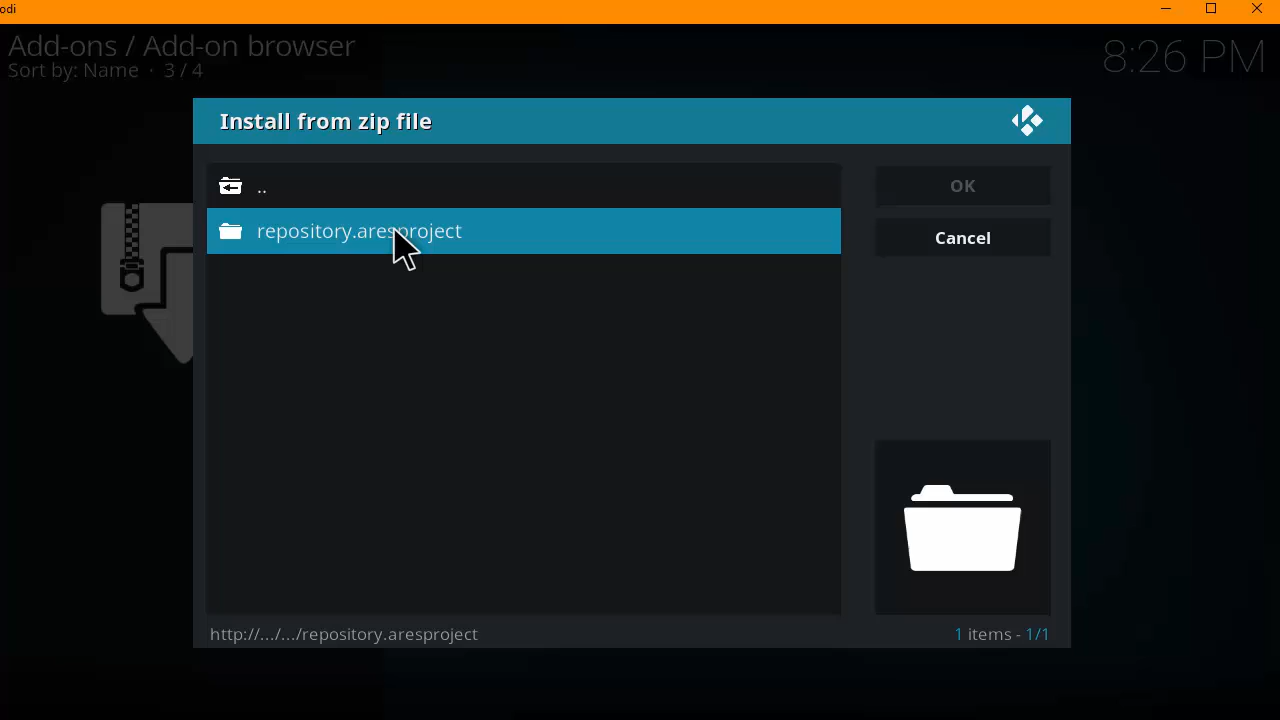 odi
Add-ons / Add-on browser
Sort by: Name · 3 / 4
8:26 PM
Install from zip file
..
repository.aresproject
OK
Cancel
http://.../.../repository.aresproject
1 items - 1/1